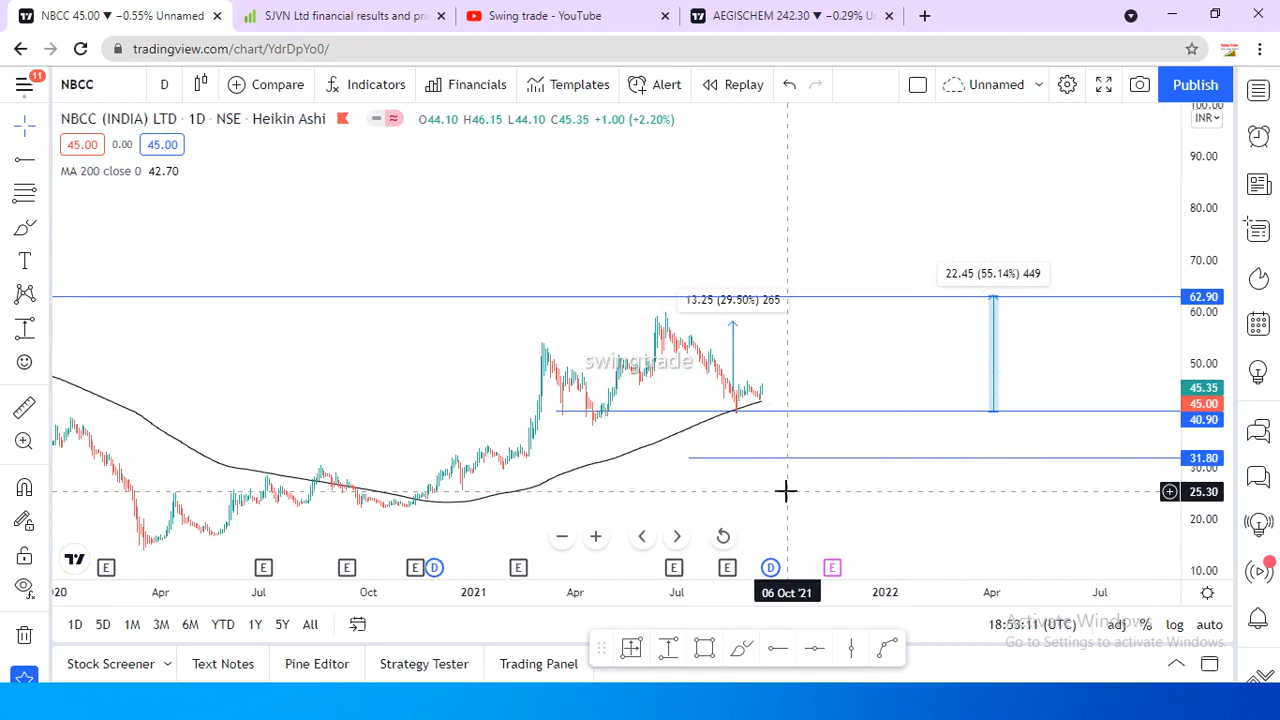 NBCC 45.00 ▼ −0.55% Unnamed
SJVN Ltd financial results and pri
Swing trade - YouTube
AEGISCHEM 242.30 ▼ −0.29% U
tradingview.com/chart/YdrDpYo0/
11
NBCC
D
Compare
Indicators
Financials
Templates
Alert
Replay
Unnamed
Publish
NBCC (INDIA) LTD · 1D · NSE · Heikin Ashi
O44.10 H46.15 L44.10 C45.35 +1.00 (+2.20%)
45.00 0.00 45.00
MA 200 close 0 42.70
100.00
INR
90.00
80.00
70.00
62.90
60.00
50.00
45.35
45.00
40.90
31.80
30.00
25.30
20.00
10.00
22.45 (55.14%) 449
13.25 (29.50%) 265
swingtrade
E E E E D E E E D E
2020 Apr Jul Oct 2021 Apr Jul 06 Oct '21 2022 Apr Jul
1D 5D 1M 3M 6M YTD 1Y 5Y All
18:53:11 (UTC) adj % log auto
Activate Windows
Go to Settings to activate Windows.
Stock Screener
Text Notes
Pine Editor
Strategy Tester
Trading Panel